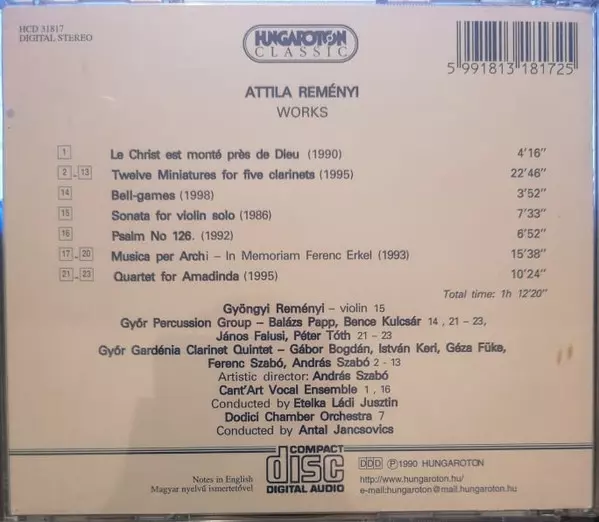 HCD 31817
DIGITAL STEREO
HUNGAROTON
CLASSIC
5 991813 181725
ATTILA REMÉNYI
WORKS
1 Le Christ est monté près de Dieu (1990) 4'16"
2 - 13 Twelve Miniatures for five clarinets (1995) 22'46"
14 Bell-games (1998) 3'52"
15 Sonata for violin solo (1986) 7'33"
16 Psalm No 126. (1992) 6'52"
17 - 20 Musica per Archi – In Memoriam Ferenc Erkel (1993) 15'38"
21 - 23 Quartet for Amadinda (1995) 10'24"
Total time: 1h 12'20"
Gyöngyi Reményi – violin 15
Győr Percussion Group – Balázs Papp, Bence Kulcsár 14 , 21 – 23,
János Falusi, Péter Tóth 21 – 23
Győr Gardénia Clarinet Quintet – Gábor Bogdán, István Keri, Géza Füke,
Ferenc Szabó, András Szabó 2 - 13
Artistic director: András Szabó
Cant'Art Vocal Ensemble 1 , 16
Conducted by Etelka Ládi Jusztin
Dodici Chamber Orchestra 7
Conducted by Antal Jancsovics
Notes in English
Magyar nyelvű ismertetővel
COMPACT
disc
DIGITAL AUDIO
DDD Ⓟ 1990 HUNGAROTON
http://www.hungaroton.hu/
e-mail:hungaroton@mail.hungaroton.hu